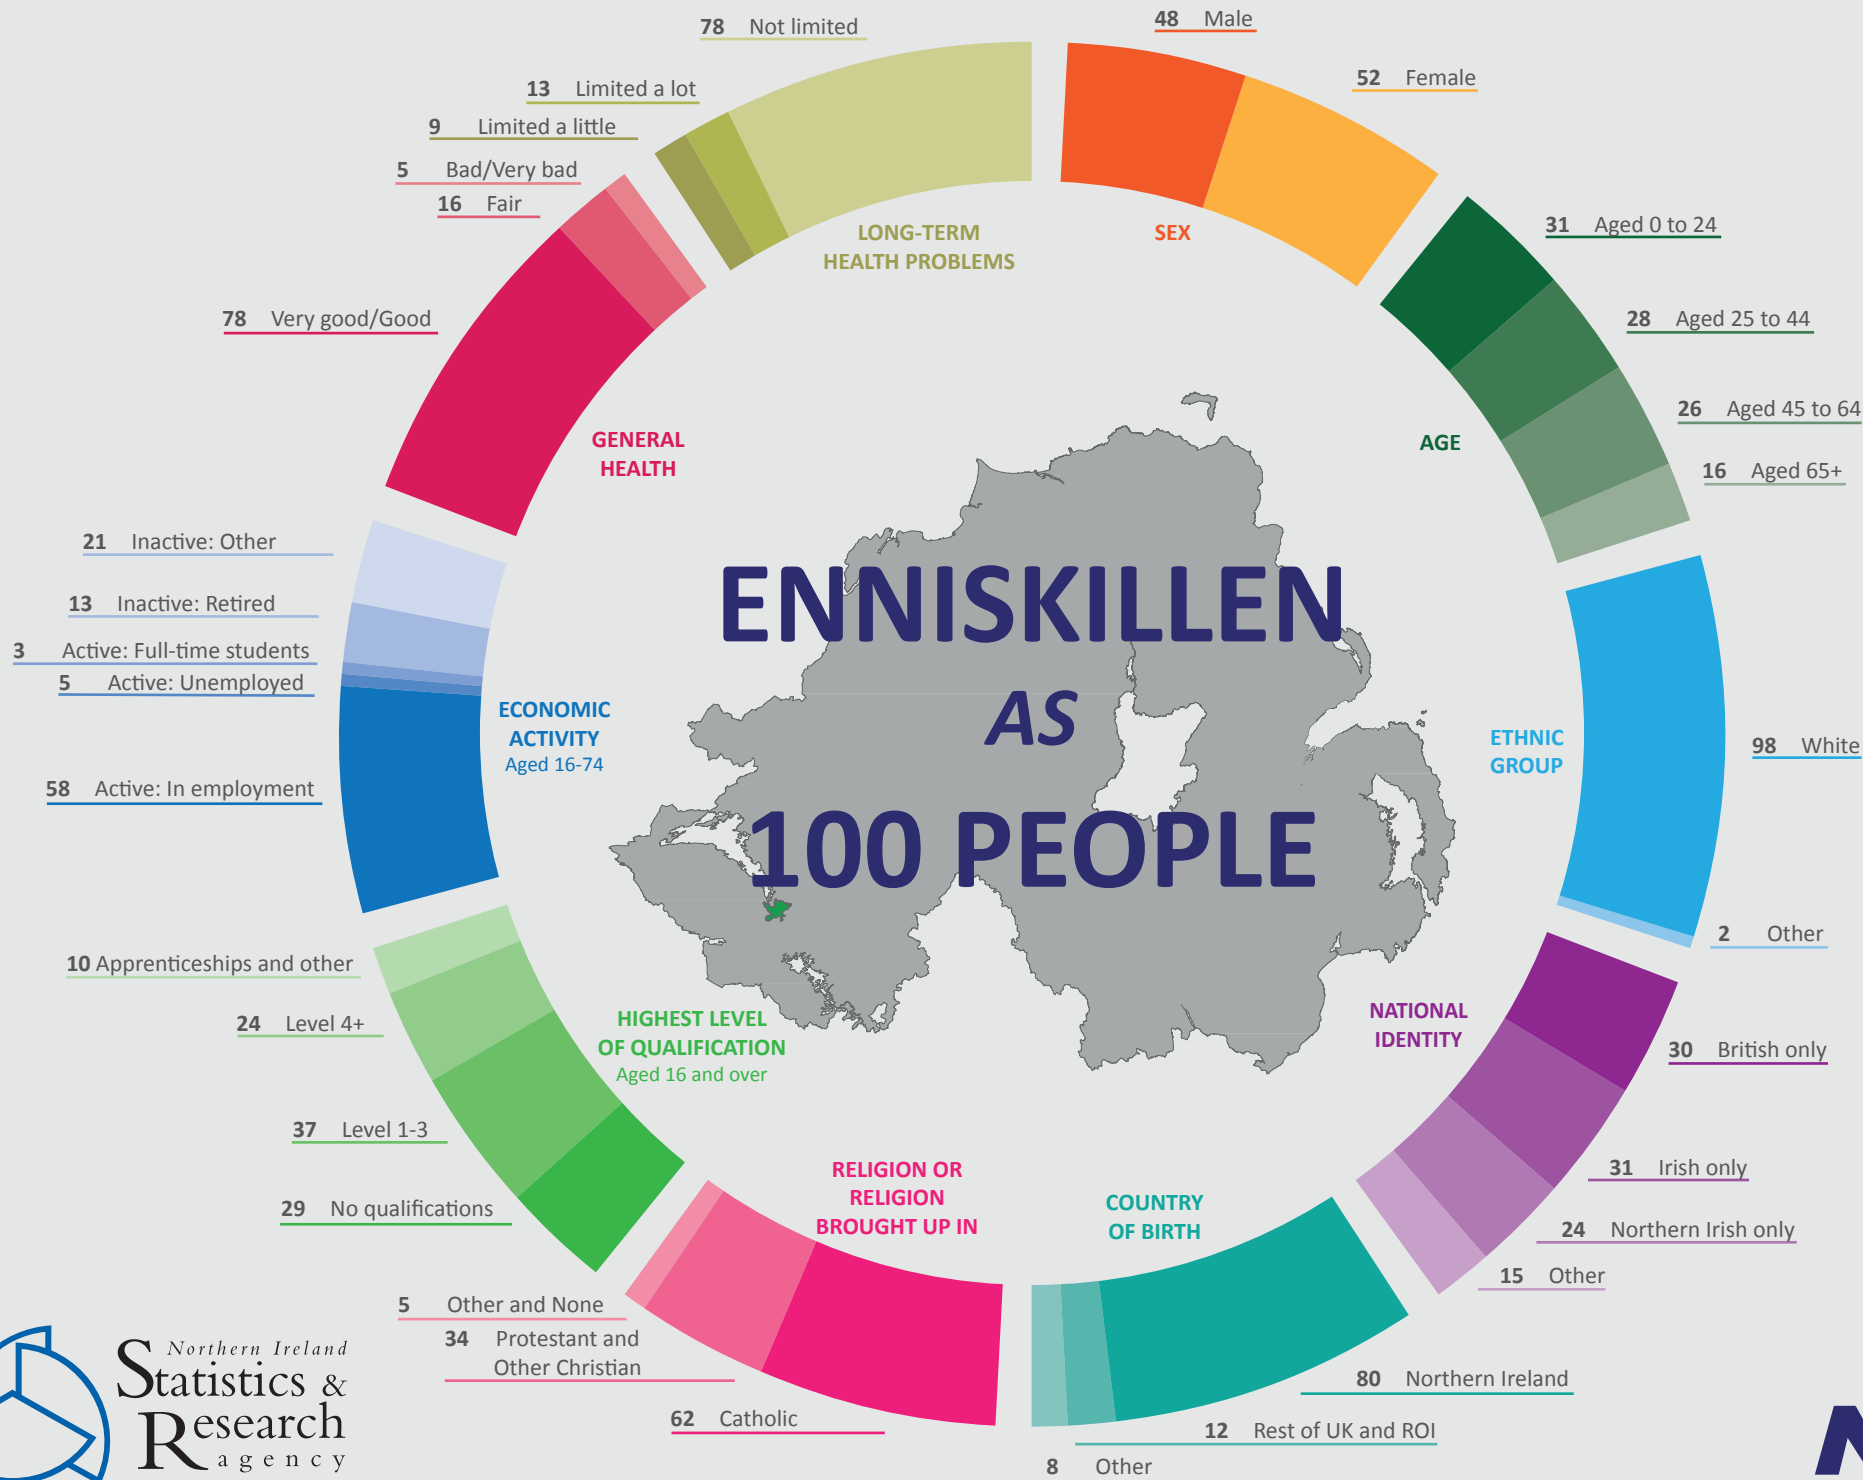 ENNISKILLEN
AS
100 PEOPLE
SEX
48 Male
52 Female
AGE
31 Aged 0 to 24
28 Aged 25 to 44
26 Aged 45 to 64
16 Aged 65+
ETHNIC
GROUP
98 White
2 Other
NATIONAL
IDENTITY
30 British only
31 Irish only
24 Northern Irish only
15 Other
COUNTRY
OF BIRTH
80 Northern Ireland
12 Rest of UK and ROI
8 Other
RELIGION OR
RELIGION
BROUGHT UP IN
62 Catholic
34 Protestant and
Other Christian
5 Other and None
HIGHEST LEVEL
OF QUALIFICATION
Aged 16 and over
29 No qualifications
37 Level 1-3
24 Level 4+
10 Apprenticeships and other
ECONOMIC
ACTIVITY
Aged 16-74
58 Active: In employment
5 Active: Unemployed
3 Active: Full-time students
13 Inactive: Retired
21 Inactive: Other
GENERAL
HEALTH
78 Very good/Good
16 Fair
5 Bad/Very bad
LONG-TERM
HEALTH PROBLEMS
9 Limited a little
13 Limited a lot
78 Not limited
Northern Ireland
Statistics &
Research
agency